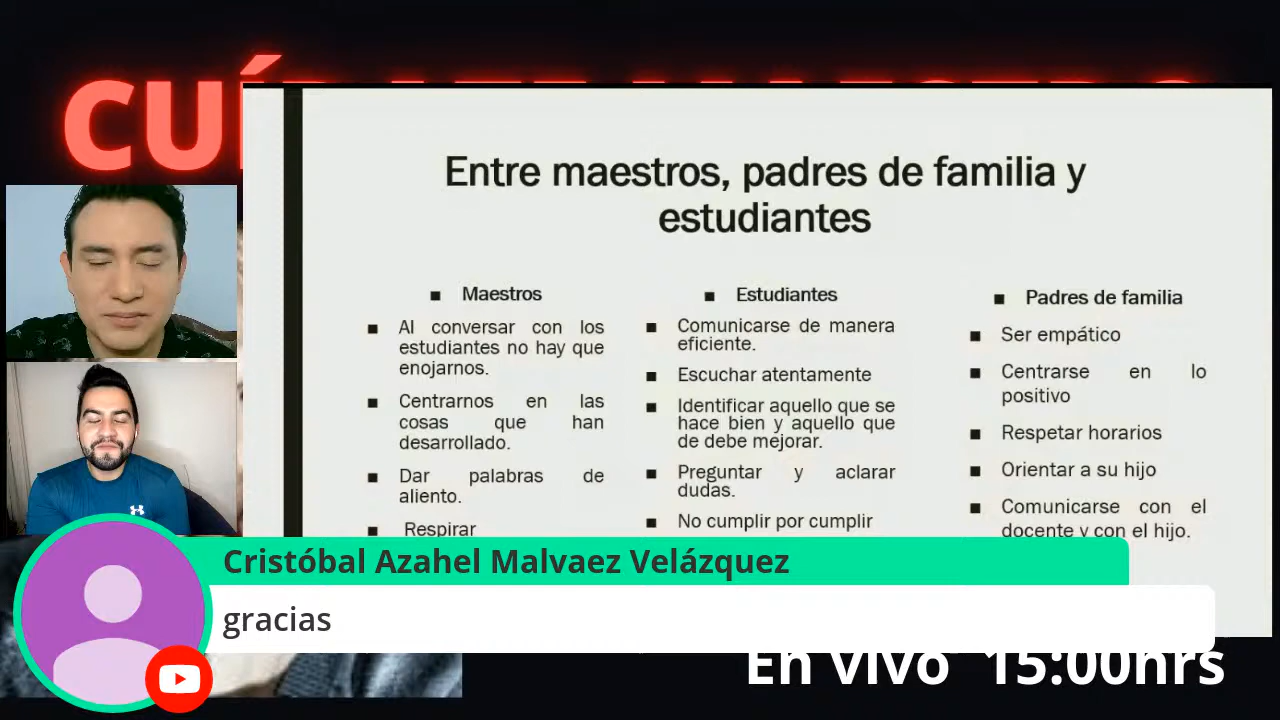 CUÍ
Entre maestros, padres de familia y
estudiantes
■ Maestros
■ Al conversar con los
estudiantes no hay que
enojarnos.
■ Centrarnos en las
cosas que han
desarrollado.
■ Dar palabras de
aliento.
■ Respirar
■ Estudiantes
■ Comunicarse de manera
eficiente.
■ Escuchar atentamente
■ Identificar aquello que se
hace bien y aquello que
de debe mejorar.
■ Preguntar y aclarar
dudas.
■ No cumplir por cumplir
■ Padres de familia
■ Ser empático
■ Centrarse en lo
positivo
■ Respetar horarios
■ Orientar a su hijo
■ Comunicarse con el
docente y con el hijo.
Cristóbal Azahel Malvaez Velázquez
gracias
En vivo 15:00hrs